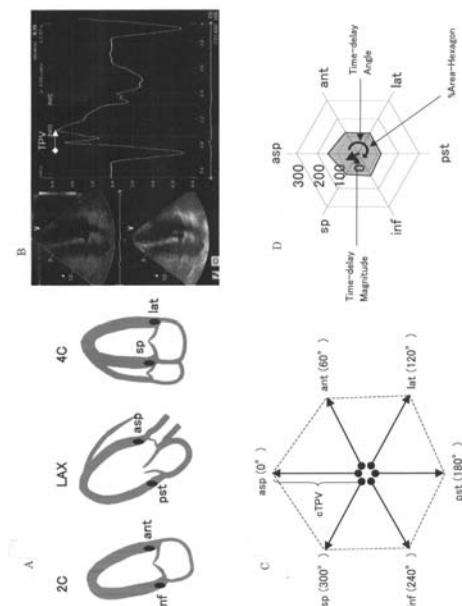 A
2C
LAX
4C
inf
ant
pst
asp
sp
lat
B
TPV
V
V
C
asp (0°)
ant (60°)
lat (120°)
pst (180°)
inf (240°)
sp (300°)
cTPV
D
asp
ant
lat
pst
inf
sp
300
200
100
0
Time-delay
Angle
%Area-Hexagon
Time-delay
Magnitude